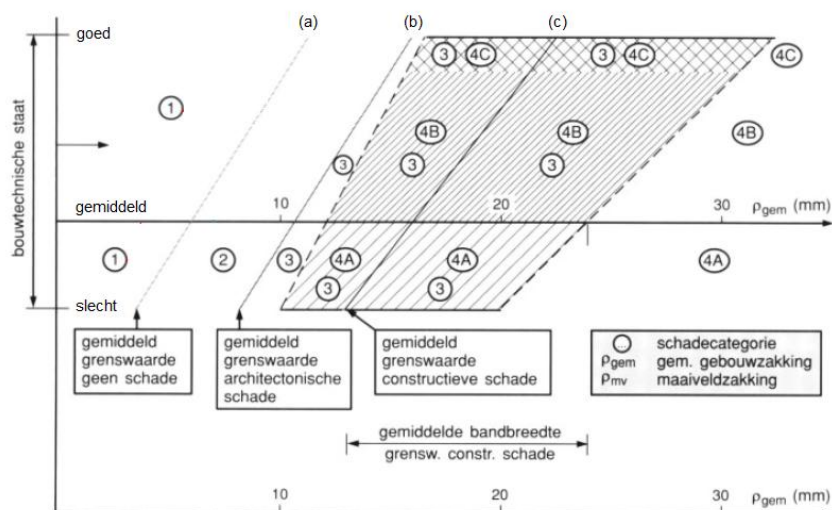 (a) (b) (c)
goed
3 4C 3 4C 4C
1
4B 4B 4B
3 3 3
bouwtechnische staat
gemiddeld 10 20 30 ρgem (mm)
1 2 3 4A 4A 4A
3 3
slecht
gemiddeld
grenswaarde
geen schade
gemiddeld
grenswaarde
architectonische
schade
gemiddeld
grenswaarde
constructieve schade
schadecategorie
ρgem gem. gebouwzakking
ρmv maaiveldzakking
gemiddelde bandbreedte
grensw. constr. schade
10 20 30 ρgem (mm)